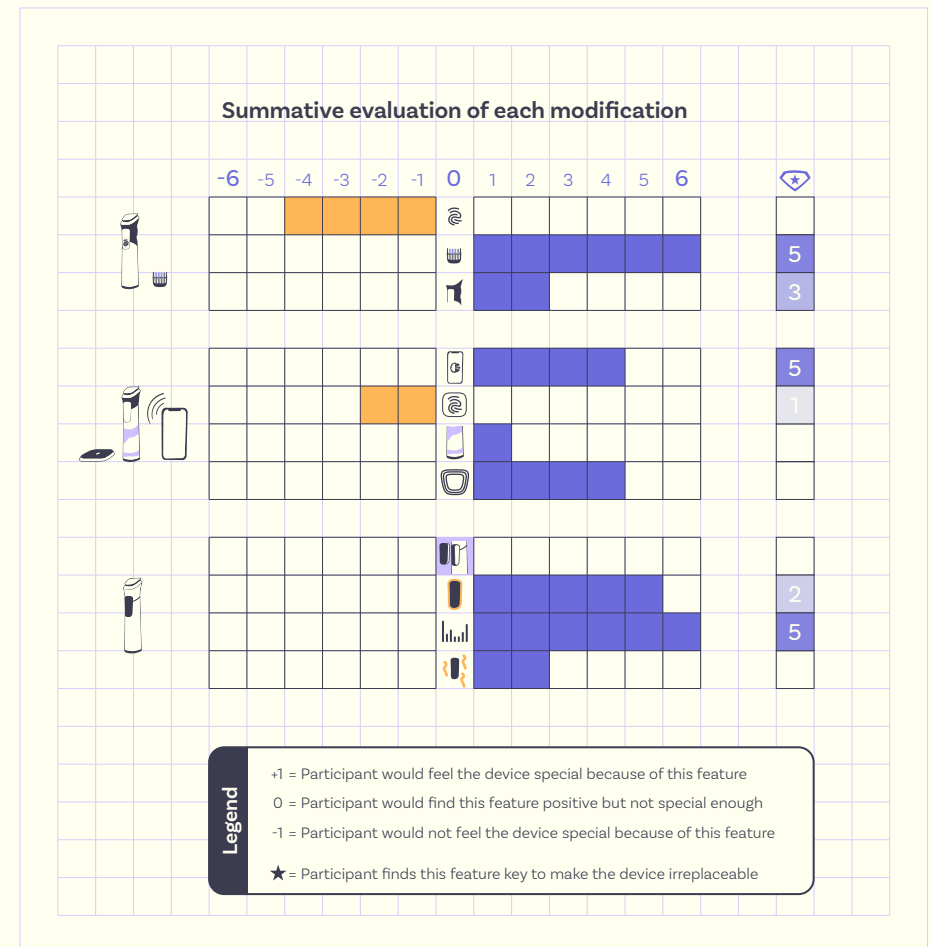 Summative evaluation of each modification
-6 -5 -4 -3 -2 -1 0 1 2 3 4 5 6
5
3
5
1
2
5
Legend
+1 = Participant would feel the device special because of this feature
0 = Participant would find this feature positive but not special enough
-1 = Participant would not feel the device special because of this feature
★ = Participant finds this feature key to make the device irreplaceable